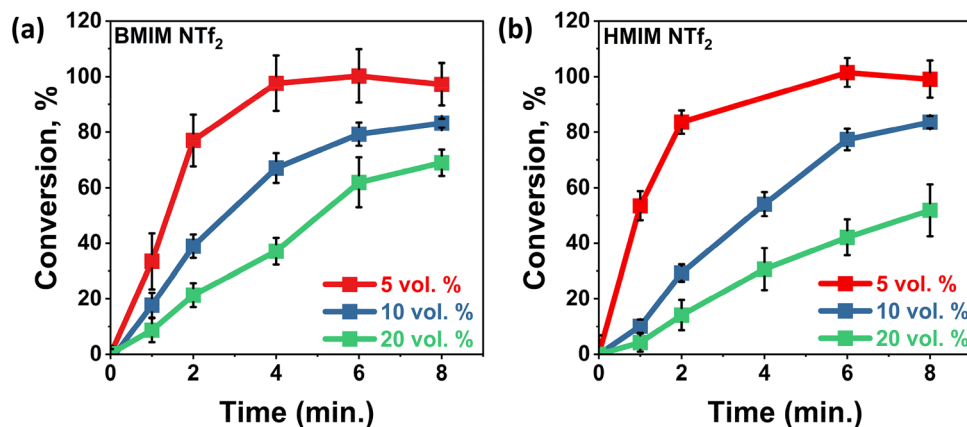 (a)
BMIM NTf₂
Conversion, %
120
100
80
60
40
20
0
5 vol. %
10 vol. %
20 vol. %
0 2 4 6 8
Time (min.)
(b)
HMIM NTf₂
Conversion, %
120
100
80
60
40
20
0
5 vol. %
10 vol. %
20 vol. %
0 2 4 6 8
Time (min.)